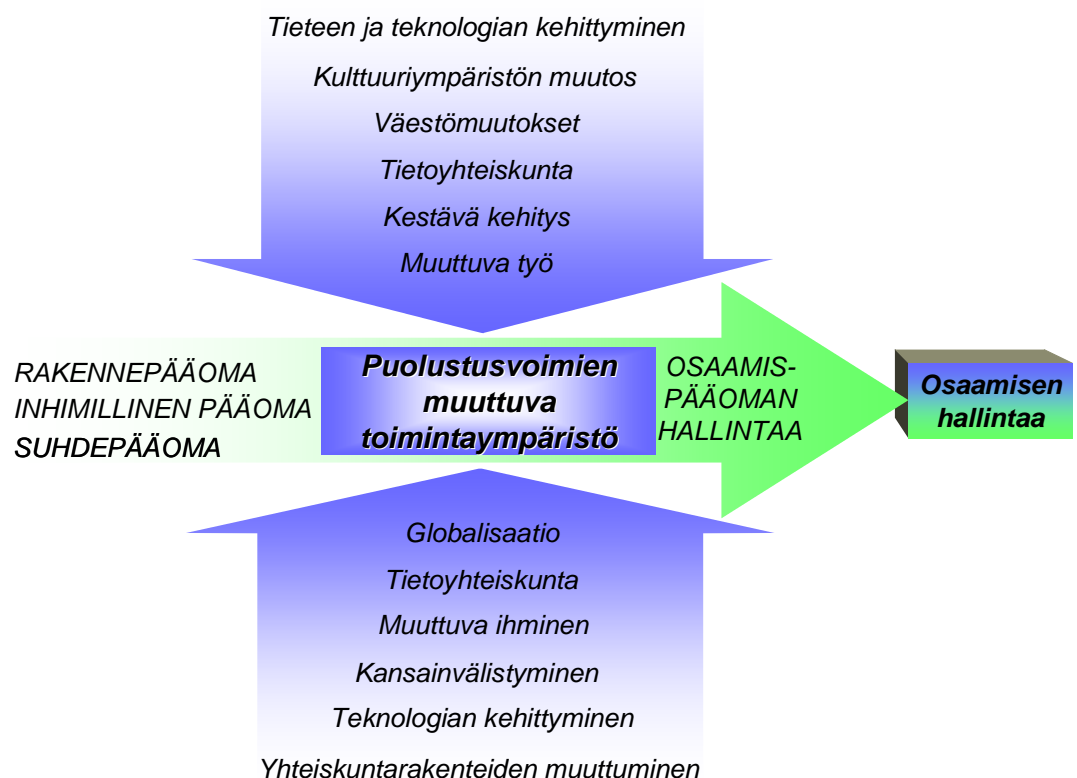 Tieteen ja teknologian kehittyminen
Kulttuuriympäristön muutos
Väestömuutokset
Tietoyhteiskunta
Kestävä kehitys
Muuttuva työ
RAKENNEPÄÄOMA
INHIMILLINEN PÄÄOMA
SUHDEPÄÄOMA
Puolustusvoimien
muuttuva
toimintaympäristö
OSAAMIS-
PÄÄOMAN
HALLINTAA
Osaamisen
hallintaa
Globalisaatio
Tietoyhteiskunta
Muuttuva ihminen
Kansainvälistyminen
Teknologian kehittyminen
Yhteiskuntarakenteiden muuttuminen